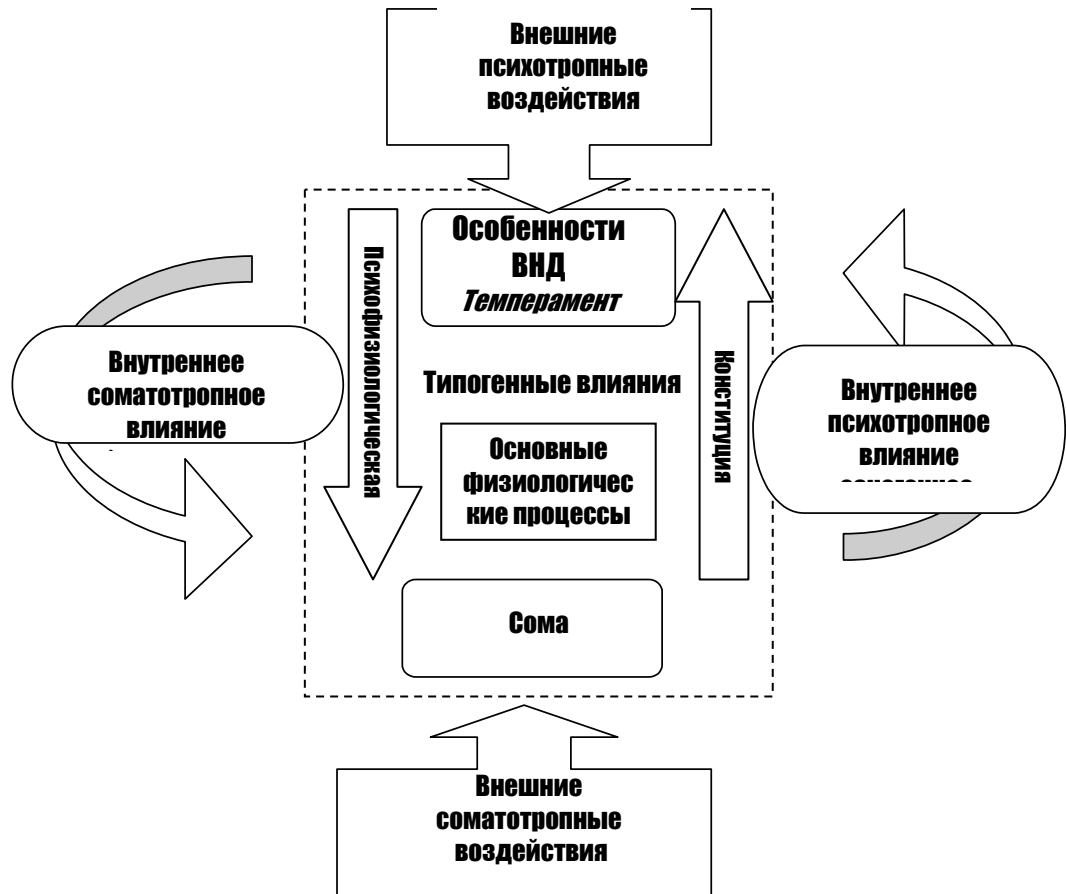 Внешние
психотропные
воздействия
Особенности
ВНД
Темперамент
Психофизиологическая
Конституция
Внутреннее
соматотропное
влияние
Типогенные влияния
Внутреннее
психотропное
влияние
Основные
физиологичес
кие процессы
Сома
Внешние
соматотропные
воздействия